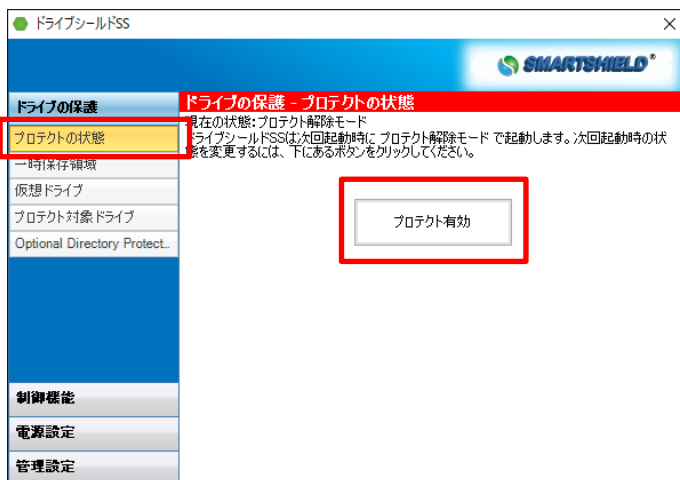 ドライブシールドSS
SMARTSHIELD®
ドライブの保護
プロテクトの状態
一時保存領域
仮想ドライブ
プロテクト対象ドライブ
Optional Directory Protect..
制御機能
電源設定
管理設定
ドライブの保護 - プロテクトの状態
現在の状態:プロテクト解除モード
ドライブシールドSSは次回起動時に プロテクト解除モード で起動します。次回起動時の状
態を変更するには、下にあるボタンをクリックしてください。
プロテクト有効